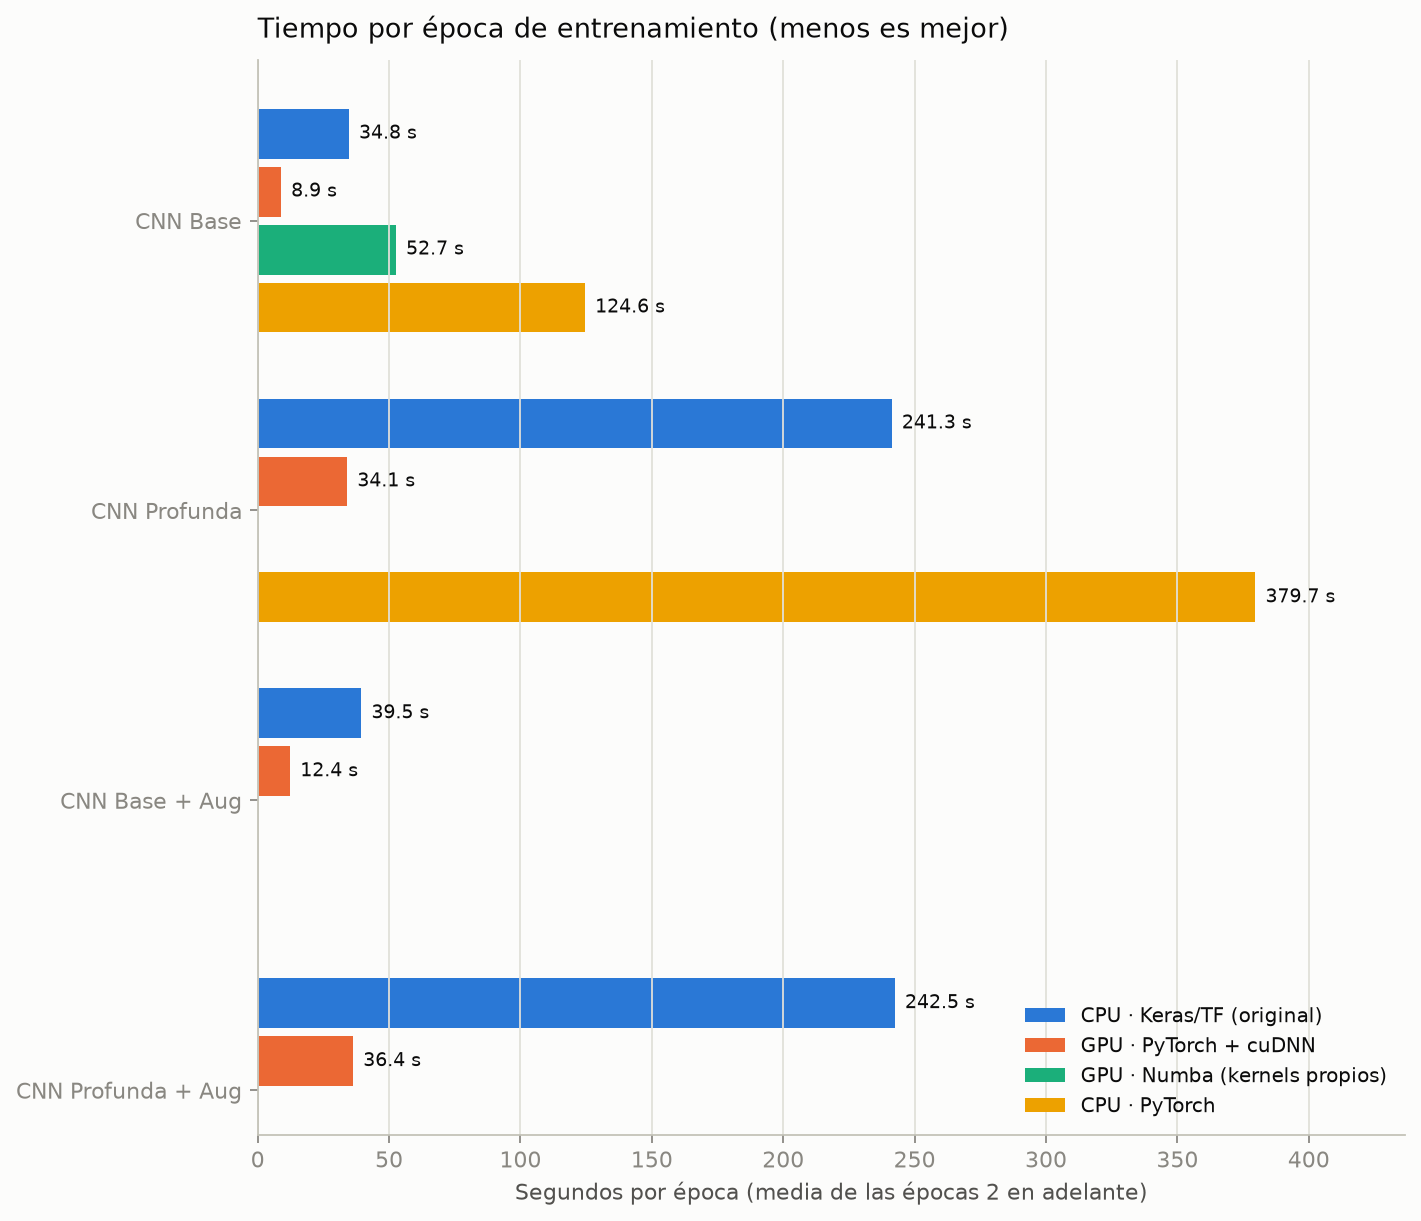 Tiempo por época de entrenamiento (menos es mejor)
34.8 s
8.9 s
CNN Base
52.7 s
124.6 s
241.3 s
34.1 s
CNN Profunda
379.7 s
39.5 s
12.4 s
CNN Base + Aug
242.5 s
36.4 s
CNN Profunda + Aug
CPU · Keras/TF (original)
GPU · PyTorch + cuDNN
GPU · Numba (kernels propios)
CPU · PyTorch
0 50 100 150 200 250 300 350 400
Segundos por época (media de las épocas 2 en adelante)